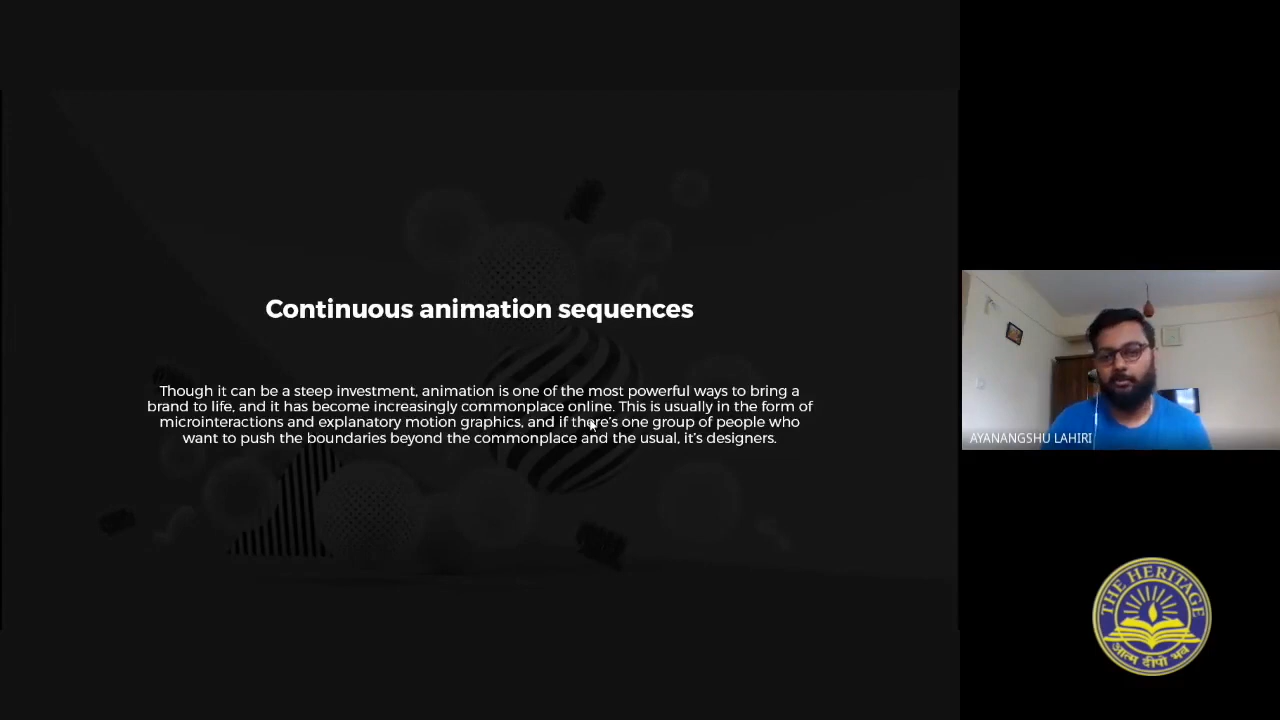 Continuous animation sequences
Though it can be a steep investment, animation is one of the most powerful ways to bring a
brand to life, and it has become increasingly commonplace online. This is usually in the form of
microinteractions and explanatory motion graphics, and if there's one group of people who
want to push the boundaries beyond the commonplace and the usual, it's designers.
AYANANGSHU LAHIRI
THE HERITAGE
आत्म दीपो भव